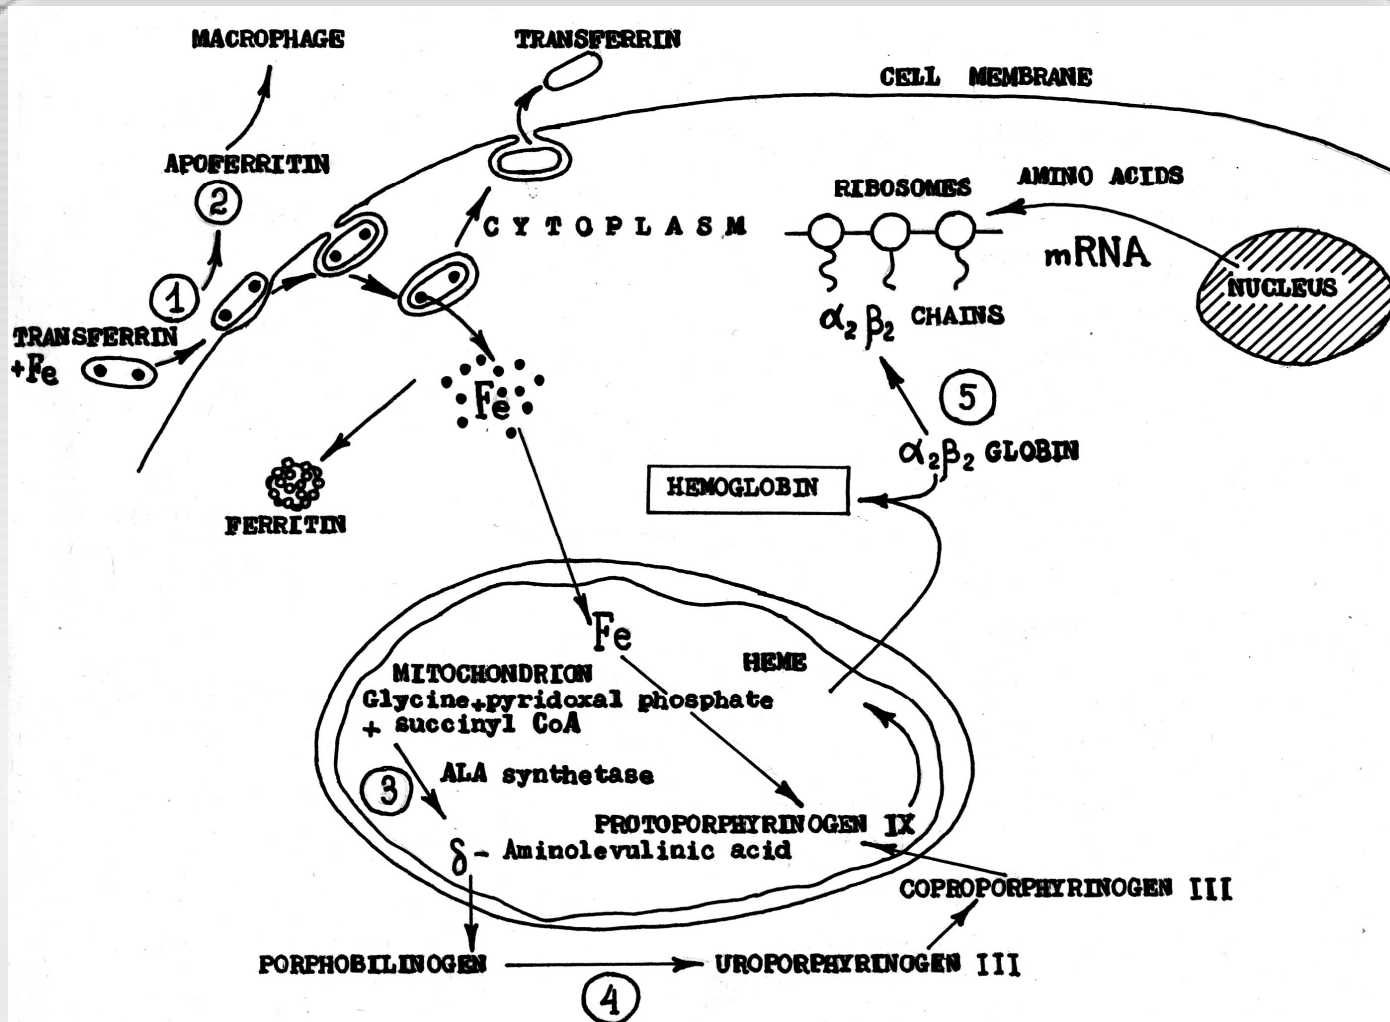 MACROPHAGE
TRANSFERRIN
CELL MEMBRANE
APOFERRITIN
2
RIBOSOMES
AMINO ACIDS
CYTOPLASM
mRNA
1
NUCLEUS
TRANSFERRIN
+Fe
α₂ β₂ CHAINS
Fe
5
α₂β₂ GLOBIN
HEMOGLOBIN
FERRITIN
Fe
HEME
MITOCHONDRION
Glycine+pyridoxal phosphate
+ succinyl CoA
3
ALA synthetase
PROTOPORPHYRINOGEN IX
δ- Aminolevulinic acid
COPROPORPHYRINOGEN III
PORPHOBILINOGEN
UROPORPHYRINOGEN III
4